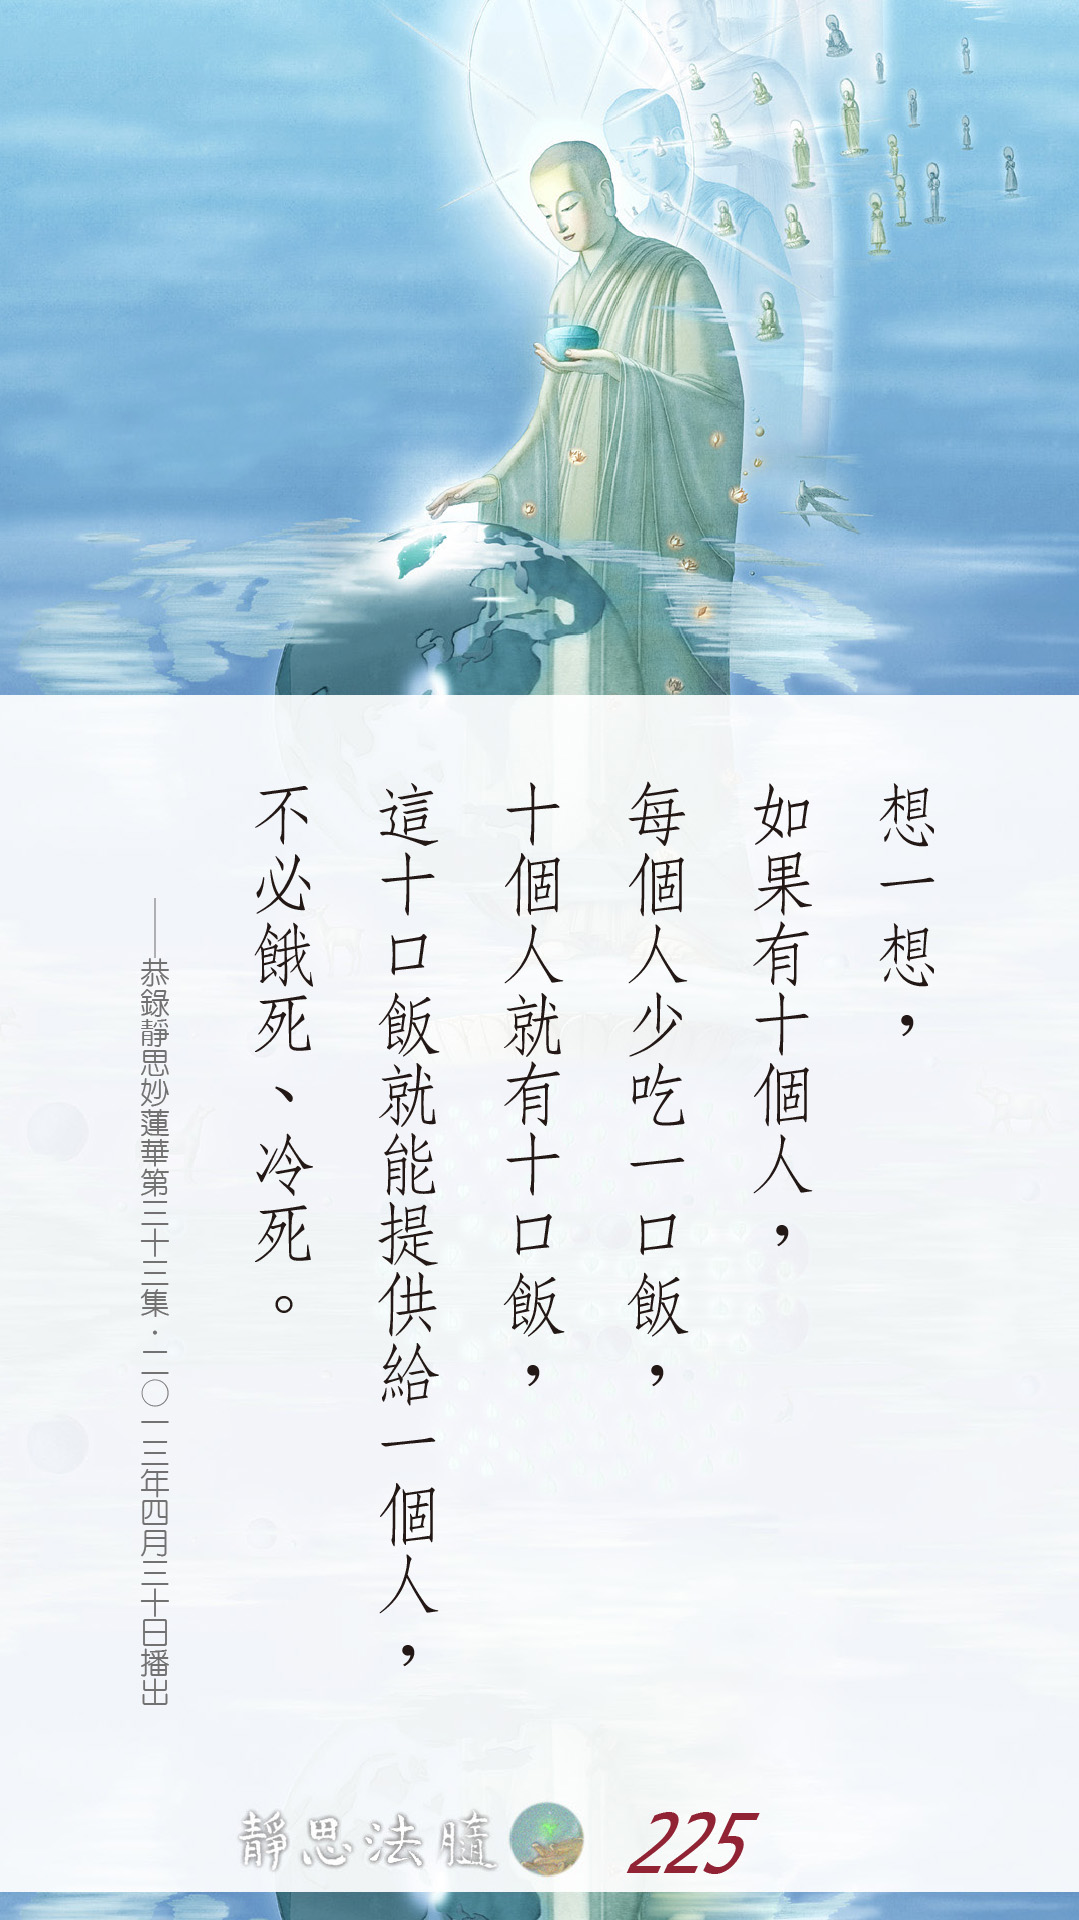 想一想，
如果有十個人，
每個人少吃一口飯，
十個人就有十口飯，
這十口飯就能提供給一個人，
不必餓死、冷死。
——恭錄靜思妙蓮華第三十三集．二〇一三年四月三十日播出
靜思法髓
225